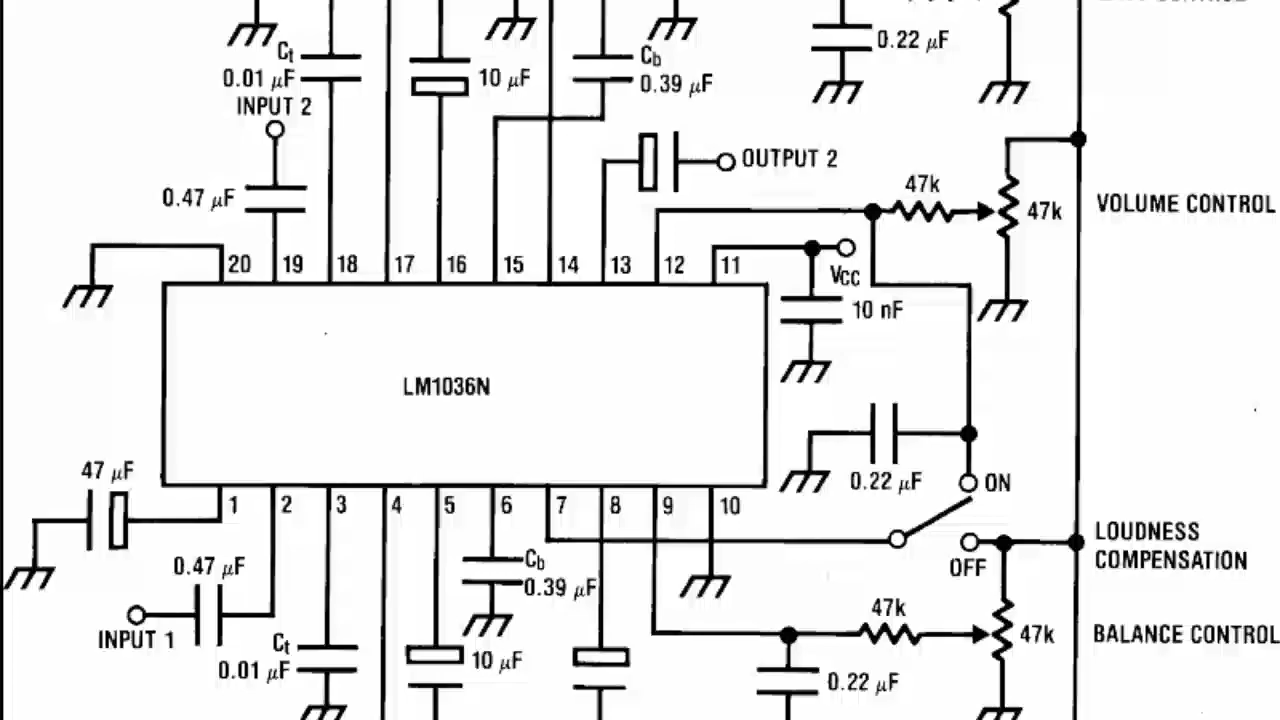 0.22 μF
Ct
0.01 μF
10 μF
Cb
0.39 μF
INPUT 2
OUTPUT 2
0.47 μF
47k
47k
VOLUME CONTROL
20 19 18 17 16 15 14 13 12 11
VCC
10 nF
LM1036N
47 μF
0.22 μF
ON
1 2 3 4 5 6 7 8 9 10
LOUDNESS
COMPENSATION
OFF
0.47 μF
Cb
0.39 μF
INPUT 1
47k
47k
BALANCE CONTROL
Ct
0.01 μF
10 μF
0.22 μF